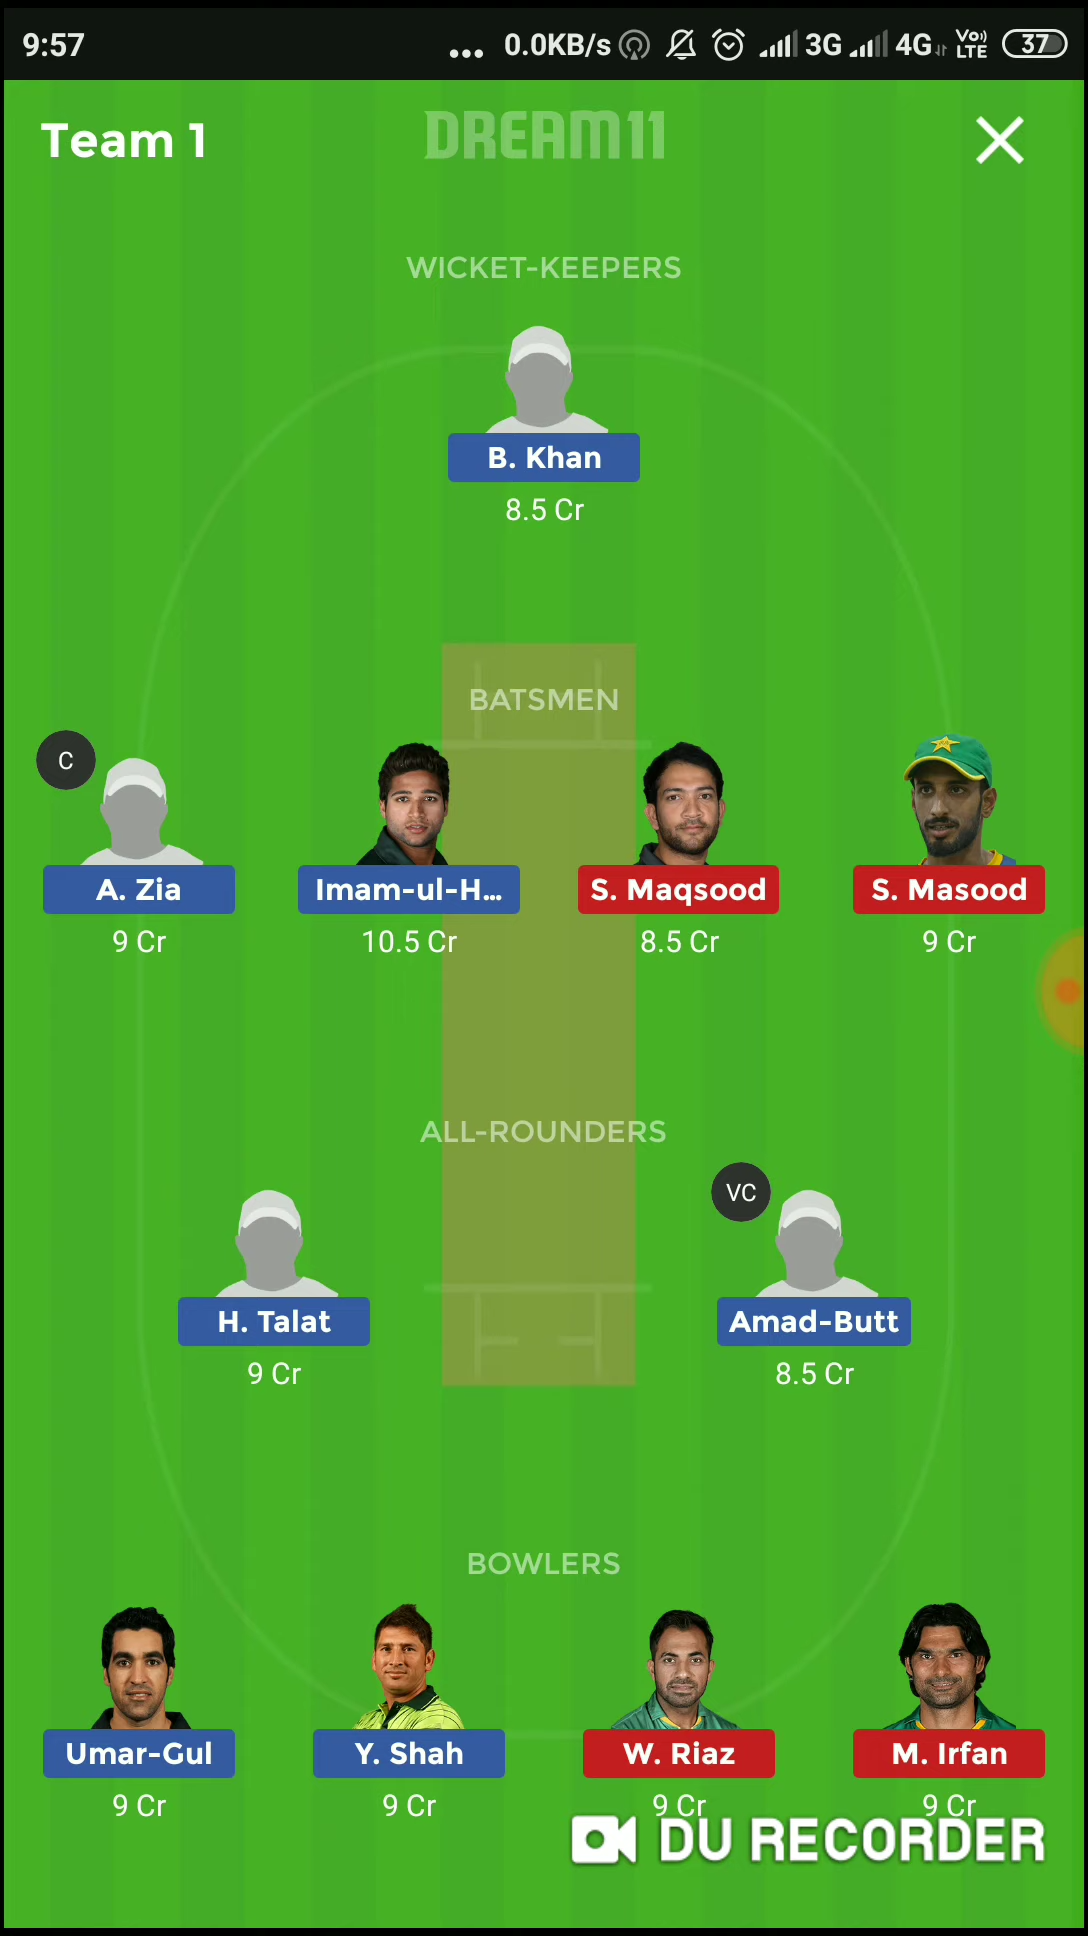 9:57 ... 0.0KB/s 3G 4G Vo)) LTE 37
Team 1 DREAM11
WICKET-KEEPERS
B. Khan
8.5 Cr
BATSMEN
C
A. Zia Imam-ul-H... S. Maqsood S. Masood
9 Cr 10.5 Cr 8.5 Cr 9 Cr
ALL-ROUNDERS
VC
H. Talat Amad-Butt
9 Cr 8.5 Cr
BOWLERS
Umar-Gul Y. Shah W. Riaz M. Irfan
9 Cr 9 Cr 9 Cr 9 Cr
DU RECORDER